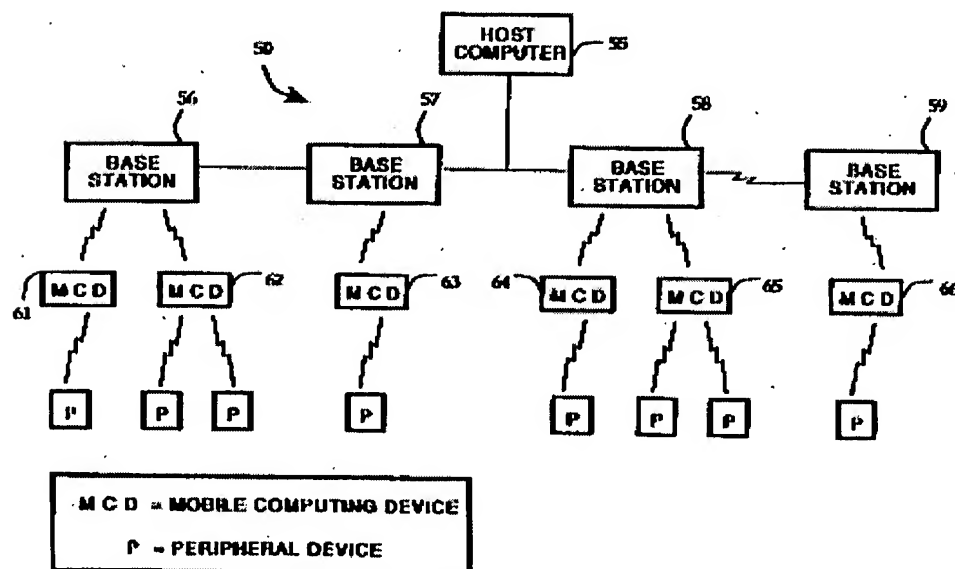 HOST
COMPUTER
55
50
56
57
58
59
BASE
STATION
BASE
STATION
BASE
STATION
BASE
STATION
61
MCD
MCD
62
MCD
63
64
MCD
MCD
65
MCD
66
P
P
P
P
P
P
P
P
MCD = MOBILE COMPUTING DEVICE
P = PERIPHERAL DEVICE